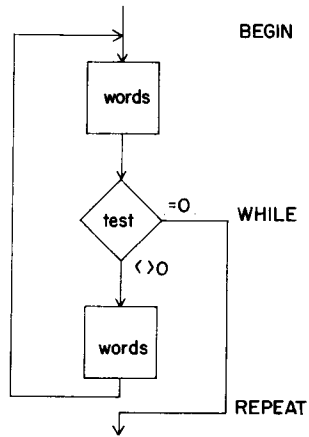 BEGIN
words
test
=0
WHILE
<>0
words
REPEAT